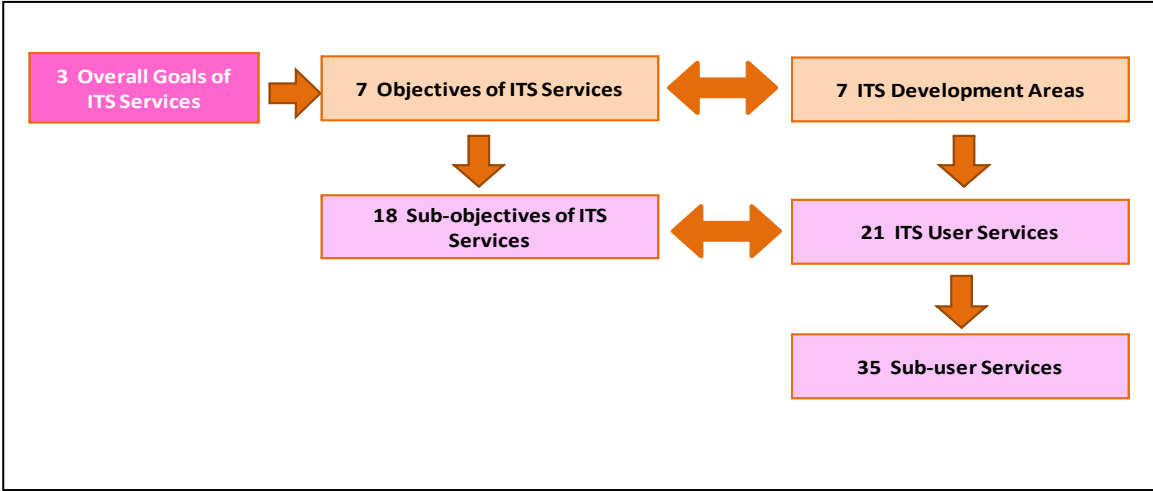 3 Overall Goals of
ITS Services
7 Objectives of ITS Services
7 ITS Development Areas
18 Sub-objectives of ITS
Services
21 ITS User Services
35 Sub-user Services